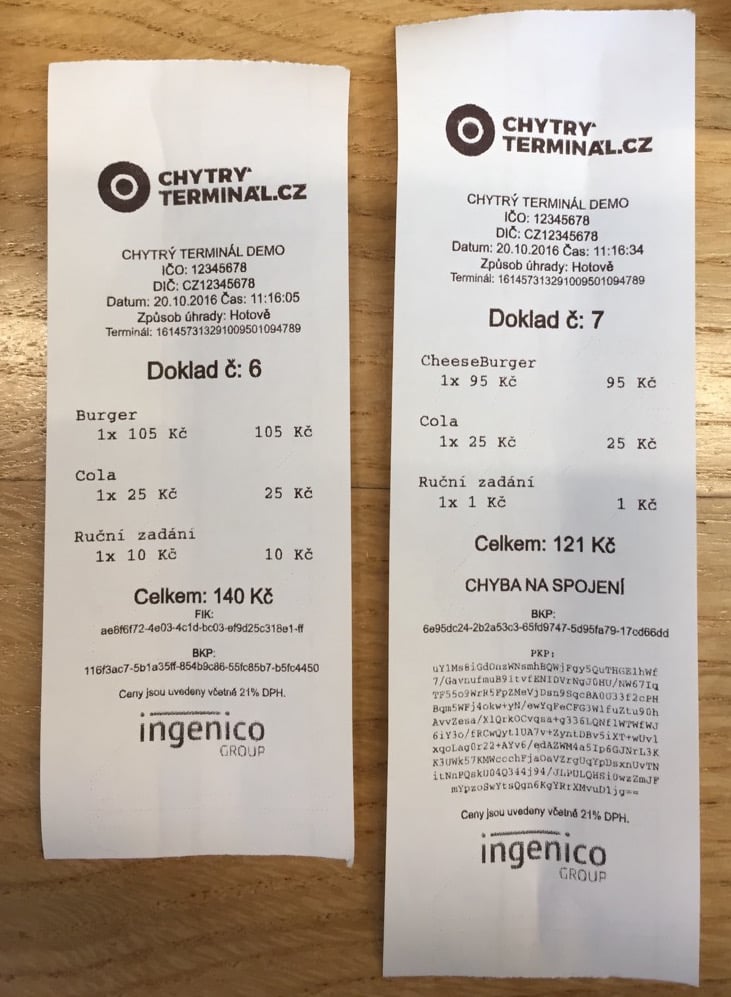 CHYTRÝ
TERMINÁL.CZ
CHYTRÝ TERMINÁL DEMO
IČO: 12345678
DIČ: CZ12345678
Datum: 20.10.2016 Čas: 11:16:05
Způsob úhrady: Hotově
Terminál: 161457313291009501094789
Doklad č: 6
Burger
1x 105 Kč 105 Kč
Cola
1x 25 Kč 25 Kč
Ruční zadání
1x 10 Kč 10 Kč
Celkem: 140 Kč
FIK:
ae6f6f72-4e03-4c1d-bc03-ef9d25c318e1-ff
BKP:
116f3ac7-5b1a35ff-854b9c86-55fc85b7-b5fc4450
Ceny jsou uvedeny včetně 21% DPH.
ingenico
GROUP
CHYTRÝ
TERMINÁL.CZ
CHYTRÝ TERMINÁL DEMO
IČO: 12345678
DIČ: CZ12345678
Datum: 20.10.2016 Čas: 11:16:34
Způsob úhrady: Hotově
Terminál: 161457313291009501094789
Doklad č: 7
CheeseBurger
1x 95 Kč 95 Kč
Cola
1x 25 Kč 25 Kč
Ruční zadání
1x 1 Kč 1 Kč
Celkem: 121 Kč
CHYBA NA SPOJENÍ
BKP:
6e95dc24-2b2a53c3-65fd9747-5d95fa79-17cd66dd
PKP:
Ceny jsou uvedeny včetně 21% DPH.
ingenico
GROUP